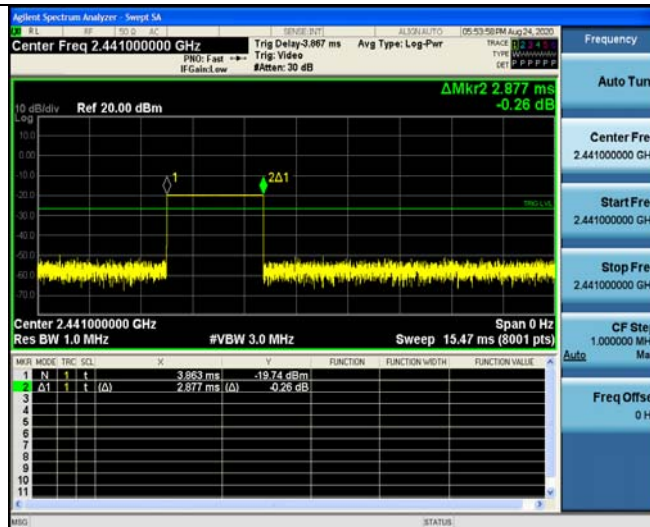 Agilent Spectrum Analyzer - Swept SA
RL RF 50 Ω AC SENSE:INT ALIGN AUTO 05:53:58 PM Aug 24, 2020
Center Freq 2.441000000 GHz
PNO: Fast
IFGain:Low
Trig Delay-3.867 ms
Trig: Video
#Atten: 30 dB
Avg Type: Log-Pwr
TRACE 1 2 3 4 5 6
TYPE
DET P P P P P P
ΔMkr2 2.877 ms
-0.26 dB
10 dB/div Ref 20.00 dBm
Log
10.0
0.00
-10.0
-20.0
-30.0
-40.0
-50.0
-60.0
-70.0
1
2Δ1
TRIG LVL
Center 2.441000000 GHz Span 0 Hz
Res BW 1.0 MHz #VBW 3.0 MHz Sweep 15.47 ms (8001 pts)
MKR MODE TRC SCL X Y FUNCTION FUNCTION WIDTH FUNCTION VALUE
1 N 1 t 3.863 ms -19.74 dBm
2 Δ1 1 t (Δ) 2.877 ms (Δ) -0.26 dB
3
4
5
6
7
8
9
10
11
MSG STATUS
Frequency
Auto Tun
Center Fre
2.441000000 GH
Start Fre
2.441000000 GH
Stop Fre
2.441000000 GH
CF Ste
1.000000 MH
Auto Ma
Freq Offse
0 H